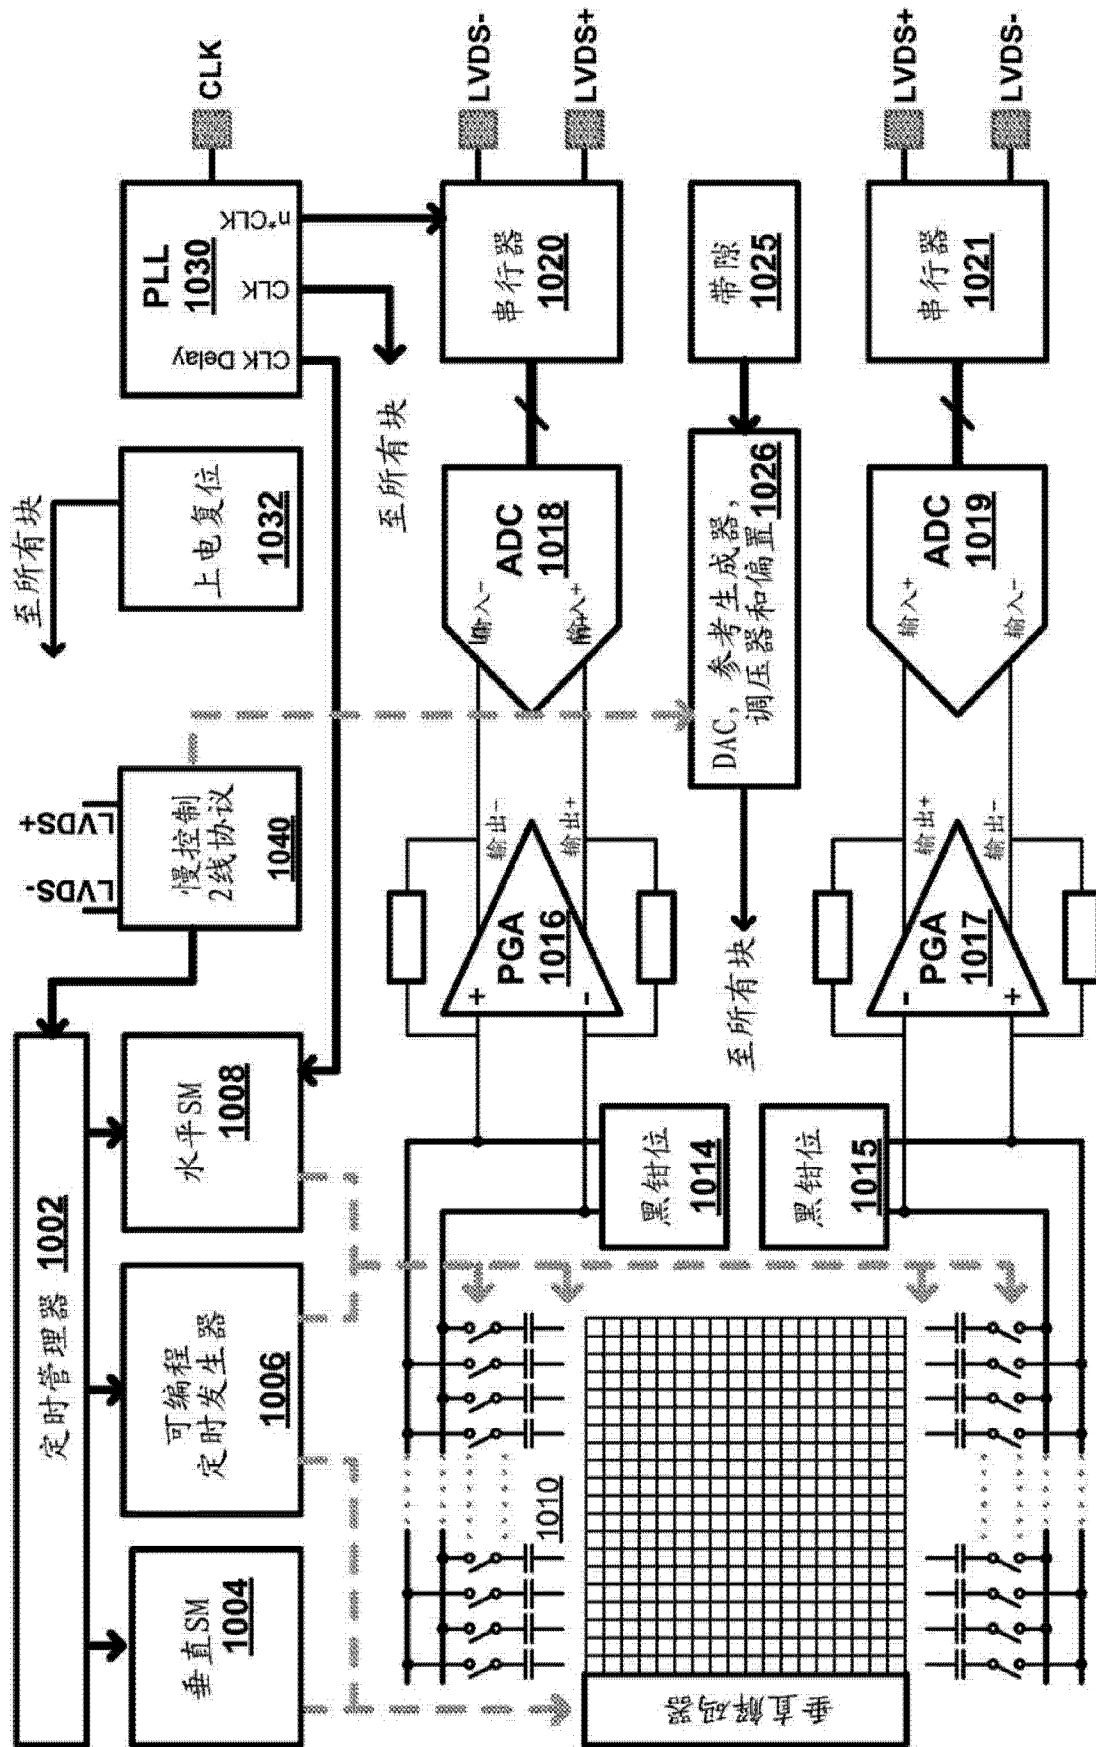 定时管理器 1002
垂直SM
1004
可编程
定时发生器
1006
水平SM
1008
LVDS-
LVDS+
慢控制
2线协议
1040
至所有块
上电复位
1032
PLL
1030
CLK Delay
CLK
n*CLK
CLK
至所有块
1010
垂直解码器
黑钳位
1014
黑钳位
1015
+
PGA
1016
-
输出-
输出+
输入-
输入+
ADC
1018
串行器
1020
LVDS-
LVDS+
至所有块
DAC，参考生成器，
调压器和偏置
1026
带隙
1025
-
PGA
1017
+
输出+
输出-
输入+
输入-
ADC
1019
串行器
1021
LVDS+
LVDS-